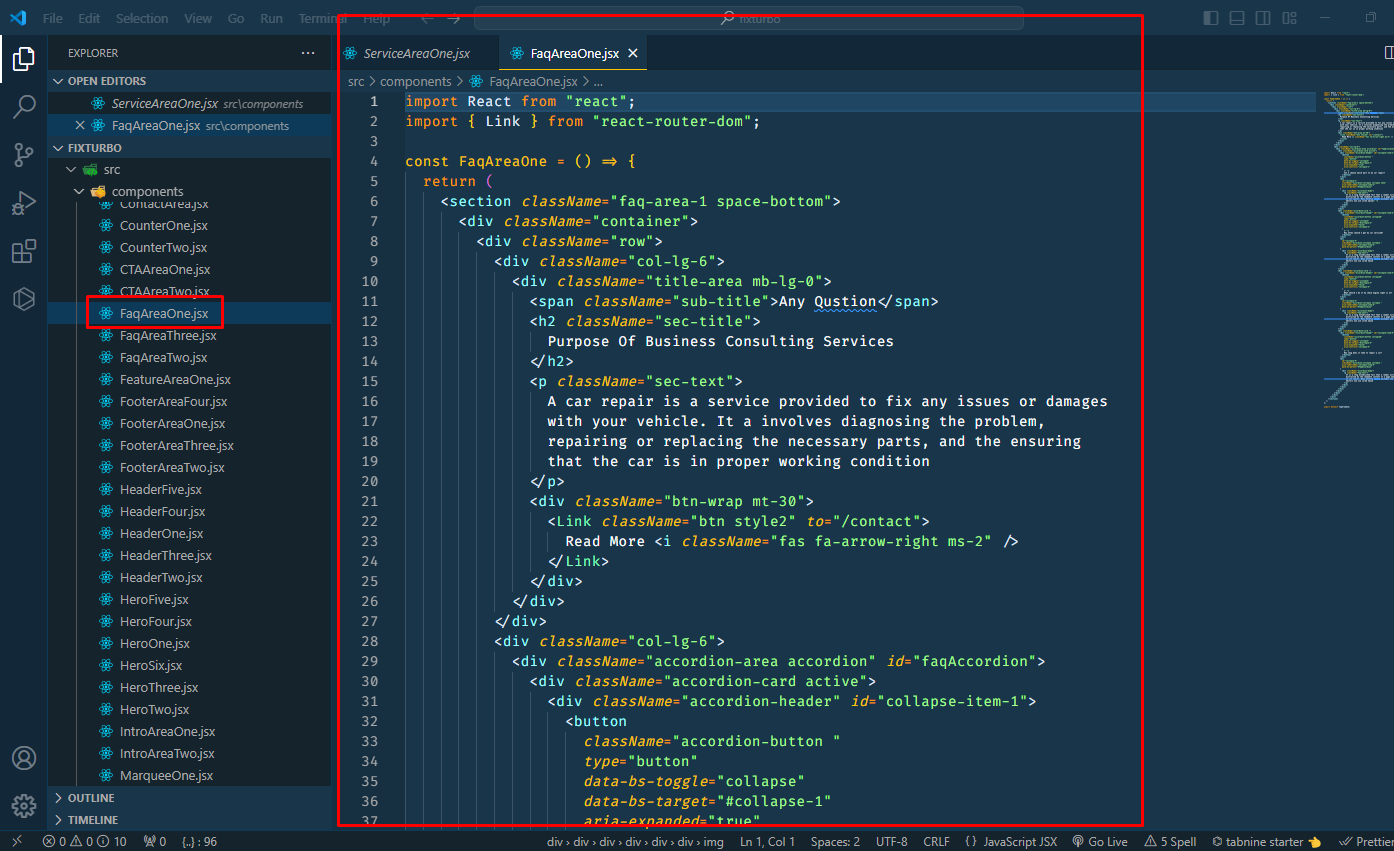 File Edit Selection View Go Run Terminal Help
fixturbo
EXPLORER
OPEN EDITORS
ServiceAreaOne.jsx src\components
FaqAreaOne.jsx src\components
FIXTURBO
src
components
ContactArea.jsx
CounterOne.jsx
CounterTwo.jsx
CTAAreaOne.jsx
CTAAreaTwo.jsx
FaqAreaOne.jsx
FaqAreaThree.jsx
FaqAreaTwo.jsx
FeatureAreaOne.jsx
FooterAreaFour.jsx
FooterAreaOne.jsx
FooterAreaThree.jsx
FooterAreaTwo.jsx
HeaderFive.jsx
HeaderFour.jsx
HeaderOne.jsx
HeaderThree.jsx
HeaderTwo.jsx
HeroFive.jsx
HeroFour.jsx
HeroOne.jsx
HeroSix.jsx
HeroThree.jsx
HeroTwo.jsx
IntroAreaOne.jsx
IntroAreaTwo.jsx
MarqueeOne.jsx
OUTLINE
TIMELINE
ServiceAreaOne.jsx FaqAreaOne.jsx
src > components > FaqAreaOne.jsx > ...
1 import React from "react";
2 import { Link } from "react-router-dom";
3
4 const FaqAreaOne = () => {
5 return (
6 <section className="faq-area-1 space-bottom">
7 <div className="container">
8 <div className="row">
9 <div className="col-lg-6">
10 <div className="title-area mb-lg-0">
11 <span className="sub-title">Any Qustion</span>
12 <h2 className="sec-title">
13 Purpose Of Business Consulting Services
14 </h2>
15 <p className="sec-text">
16 A car repair is a service provided to fix any issues or damages
17 with your vehicle. It a involves diagnosing the problem,
18 repairing or replacing the necessary parts, and the ensuring
19 that the car is in proper working condition
20 </p>
21 <div className="btn-wrap mt-30">
22 <Link className="btn style2" to="/contact">
23 Read More <i className="fas fa-arrow-right ms-2" />
24 </Link>
25 </div>
26 </div>
27 </div>
28 <div className="col-lg-6">
29 <div className="accordion-area accordion" id="faqAccordion">
30 <div className="accordion-card active">
31 <div className="accordion-header" id="collapse-item-1">
32 <button
33 className="accordion-button "
34 type="button"
35 data-bs-toggle="collapse"
36 data-bs-target="#collapse-1"
37 aria-expanded="true"
0 0 10 0 {..} : 96 div › div › div › div › div › div › img Ln 1, Col 1 Spaces: 2 UTF-8 CRLF {} JavaScript JSX Go Live 5 Spell tabnine starter Prettier